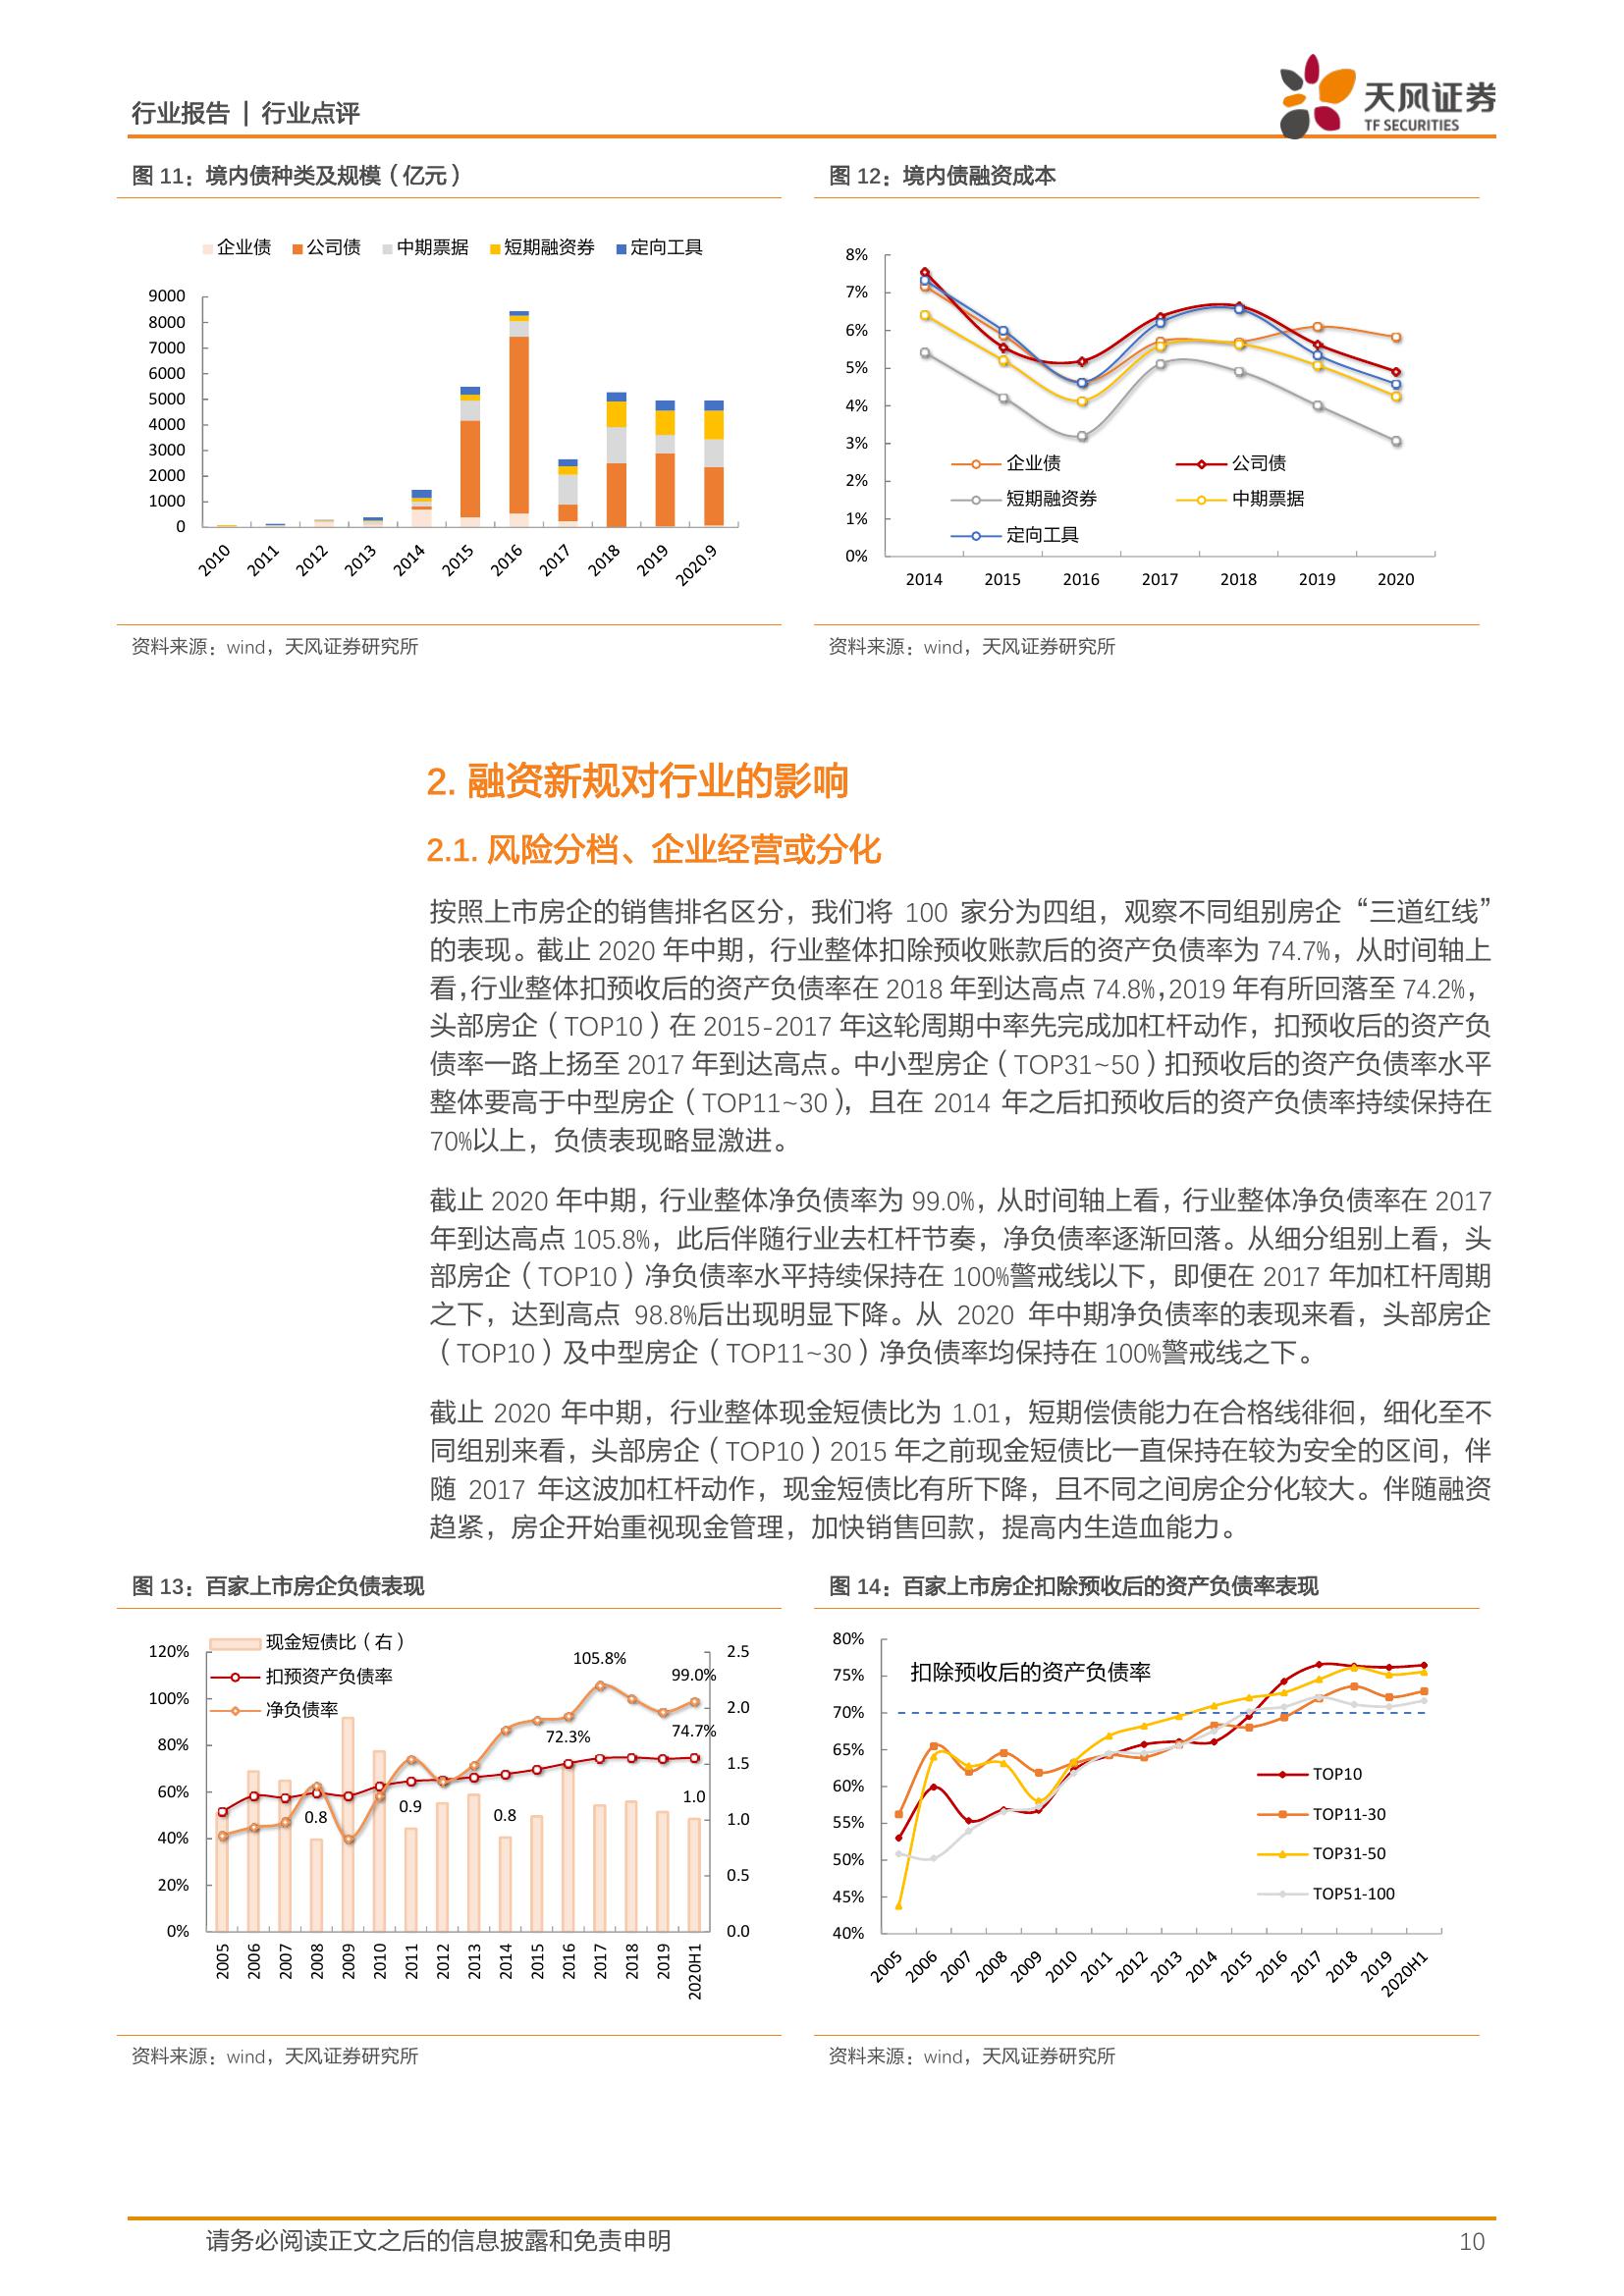 行业报告 | 行业点评
天风证券
TF SECURITIES
图 11：境内债种类及规模（亿元）
企业债 公司债 中期票据 短期融资券 定向工具
9000
8000
7000
6000
5000
4000
3000
2000
1000
0
2010 2011 2012 2013 2014 2015 2016 2017 2018 2019 2020.9
资料来源：wind，天风证券研究所
图 12：境内债融资成本
8%
7%
6%
5%
4%
3%
2%
1%
0%
企业债 公司债
短期融资券 中期票据
定向工具
2014 2015 2016 2017 2018 2019 2020
资料来源：wind，天风证券研究所
2. 融资新规对行业的影响
2.1. 风险分档、企业经营或分化
按照上市房企的销售排名区分，我们将 100 家分为四组，观察不同组别房企“三道红线”
的表现。截止 2020 年中期，行业整体扣除预收账款后的资产负债率为 74.7%，从时间轴上
看，行业整体扣预收后的资产负债率在 2018 年到达高点 74.8%，2019 年有所回落至 74.2%，
头部房企（TOP10）在 2015-2017 年这轮周期中率先完成加杠杆动作，扣预收后的资产负
债率一路上扬至 2017 年到达高点。中小型房企（TOP31~50）扣预收后的资产负债率水平
整体要高于中型房企（TOP11~30），且在 2014 年之后扣预收后的资产负债率持续保持在
70%以上，负债表现略显激进。
截止 2020 年中期，行业整体净负债率为 99.0%，从时间轴上看，行业整体净负债率在 2017
年到达高点 105.8%，此后伴随行业去杠杆节奏，净负债率逐渐回落。从细分组别上看，头
部房企（TOP10）净负债率水平持续保持在 100%警戒线以下，即便在 2017 年加杠杆周期
之下，达到高点 98.8%后出现明显下降。从 2020 年中期净负债率的表现来看，头部房企
（TOP10）及中型房企（TOP11~30）净负债率均保持在 100%警戒线之下。
截止 2020 年中期，行业整体现金短债比为 1.01，短期偿债能力在合格线徘徊，细化至不
同组别来看，头部房企（TOP10）2015 年之前现金短债比一直保持在较为安全的区间，伴
随 2017 年这波加杠杆动作，现金短债比有所下降，且不同之间房企分化较大。伴随融资
趋紧，房企开始重视现金管理，加快销售回款，提高内生造血能力。
图 13：百家上市房企负债表现
现金短债比（右）
扣预资产负债率
净负债率
120%
100%
80%
60%
40%
20%
0%
2.5
2.0
1.5
1.0
0.5
0.0
105.8%
99.0%
72.3%
74.7%
0.8
0.9
0.8
1.0
2005 2006 2007 2008 2009 2010 2011 2012 2013 2014 2015 2016 2017 2018 2019 2020H1
资料来源：wind，天风证券研究所
图 14：百家上市房企扣除预收后的资产负债率表现
扣除预收后的资产负债率
80%
75%
70%
65%
60%
55%
50%
45%
40%
TOP10
TOP11-30
TOP31-50
TOP51-100
2005 2006 2007 2008 2009 2010 2011 2012 2013 2014 2015 2016 2017 2018 2019 2020H1
资料来源：wind，天风证券研究所
请务必阅读正文之后的信息披露和免责申明
10